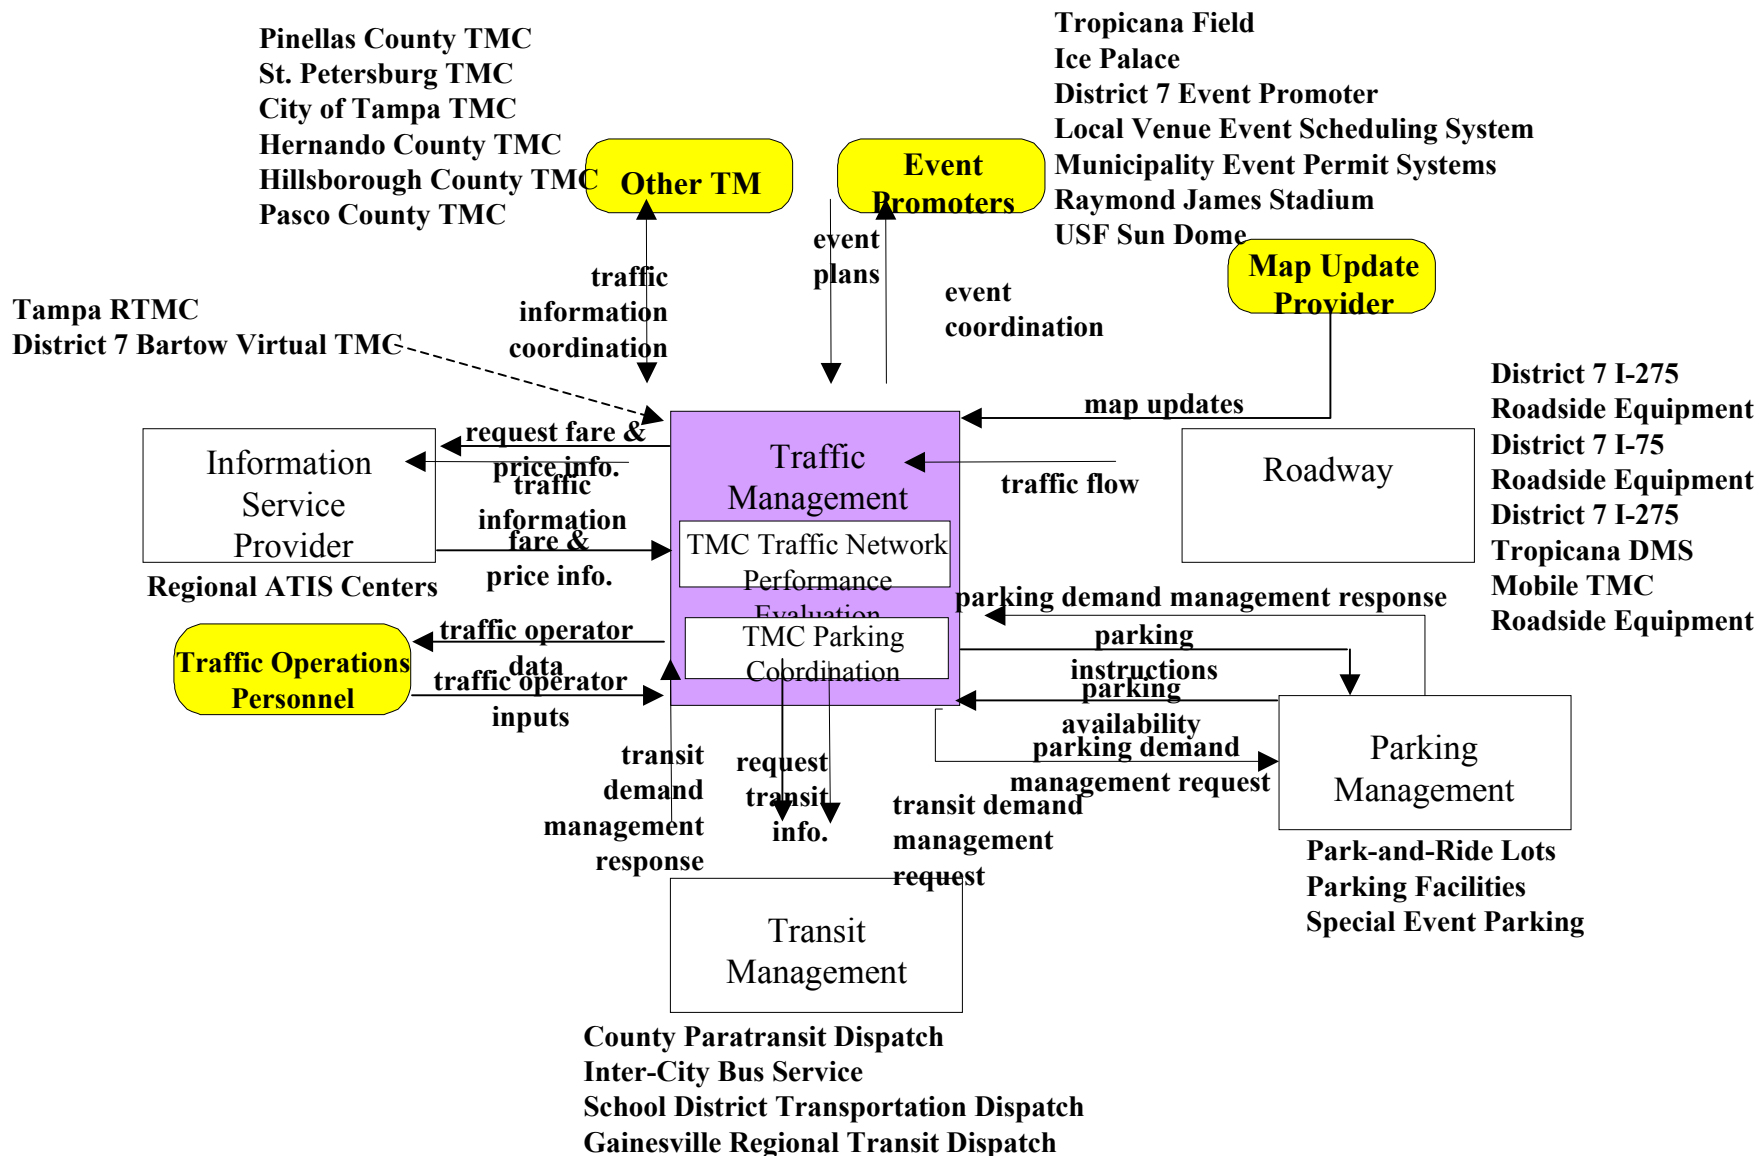 Pinellas County TMC
St. Petersburg TMC
City of Tampa TMC
Hernando County TMC
Hillsborough County TMC
Pasco County TMC
Other TM
Event
Promoters
Tropicana Field
Ice Palace
District 7 Event Promoter
Local Venue Event Scheduling System
Municipality Event Permit Systems
Raymond James Stadium
USF Sun Dome
Map Update
Provider
traffic
information
coordination
event
plans
event
coordination
Tampa RTMC
District 7 Bartow Virtual TMC
map updates
request fare &
price info.
traffic
information
fare &
price info.
Information
Service
Provider
Regional ATIS Centers
Traffic
Management
TMC Traffic Network
Performance
Evaluation
TMC Parking
Coordination
traffic flow
Roadway
District 7 I-275
Roadside Equipment
District 7 I-75
Roadside Equipment
District 7 I-275
Tropicana DMS
Mobile TMC
Roadside Equipment
Traffic Operations
Personnel
traffic operator
data
traffic operator
inputs
parking demand management response
parking
instructions
parking
availability
parking demand
management request
Parking
Management
Park-and-Ride Lots
Parking Facilities
Special Event Parking
transit
demand
management
response
request
transit
info.
transit demand
management
request
Transit
Management
County Paratransit Dispatch
Inter-City Bus Service
School District Transportation Dispatch
Gainesville Regional Transit Dispatch